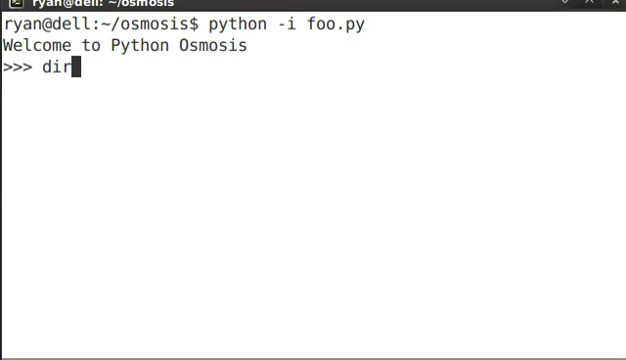 ryan@dell: ~/osmosis
ryan@dell:~/osmosis$ python -i foo.py
Welcome to Python Osmosis
>>> dir